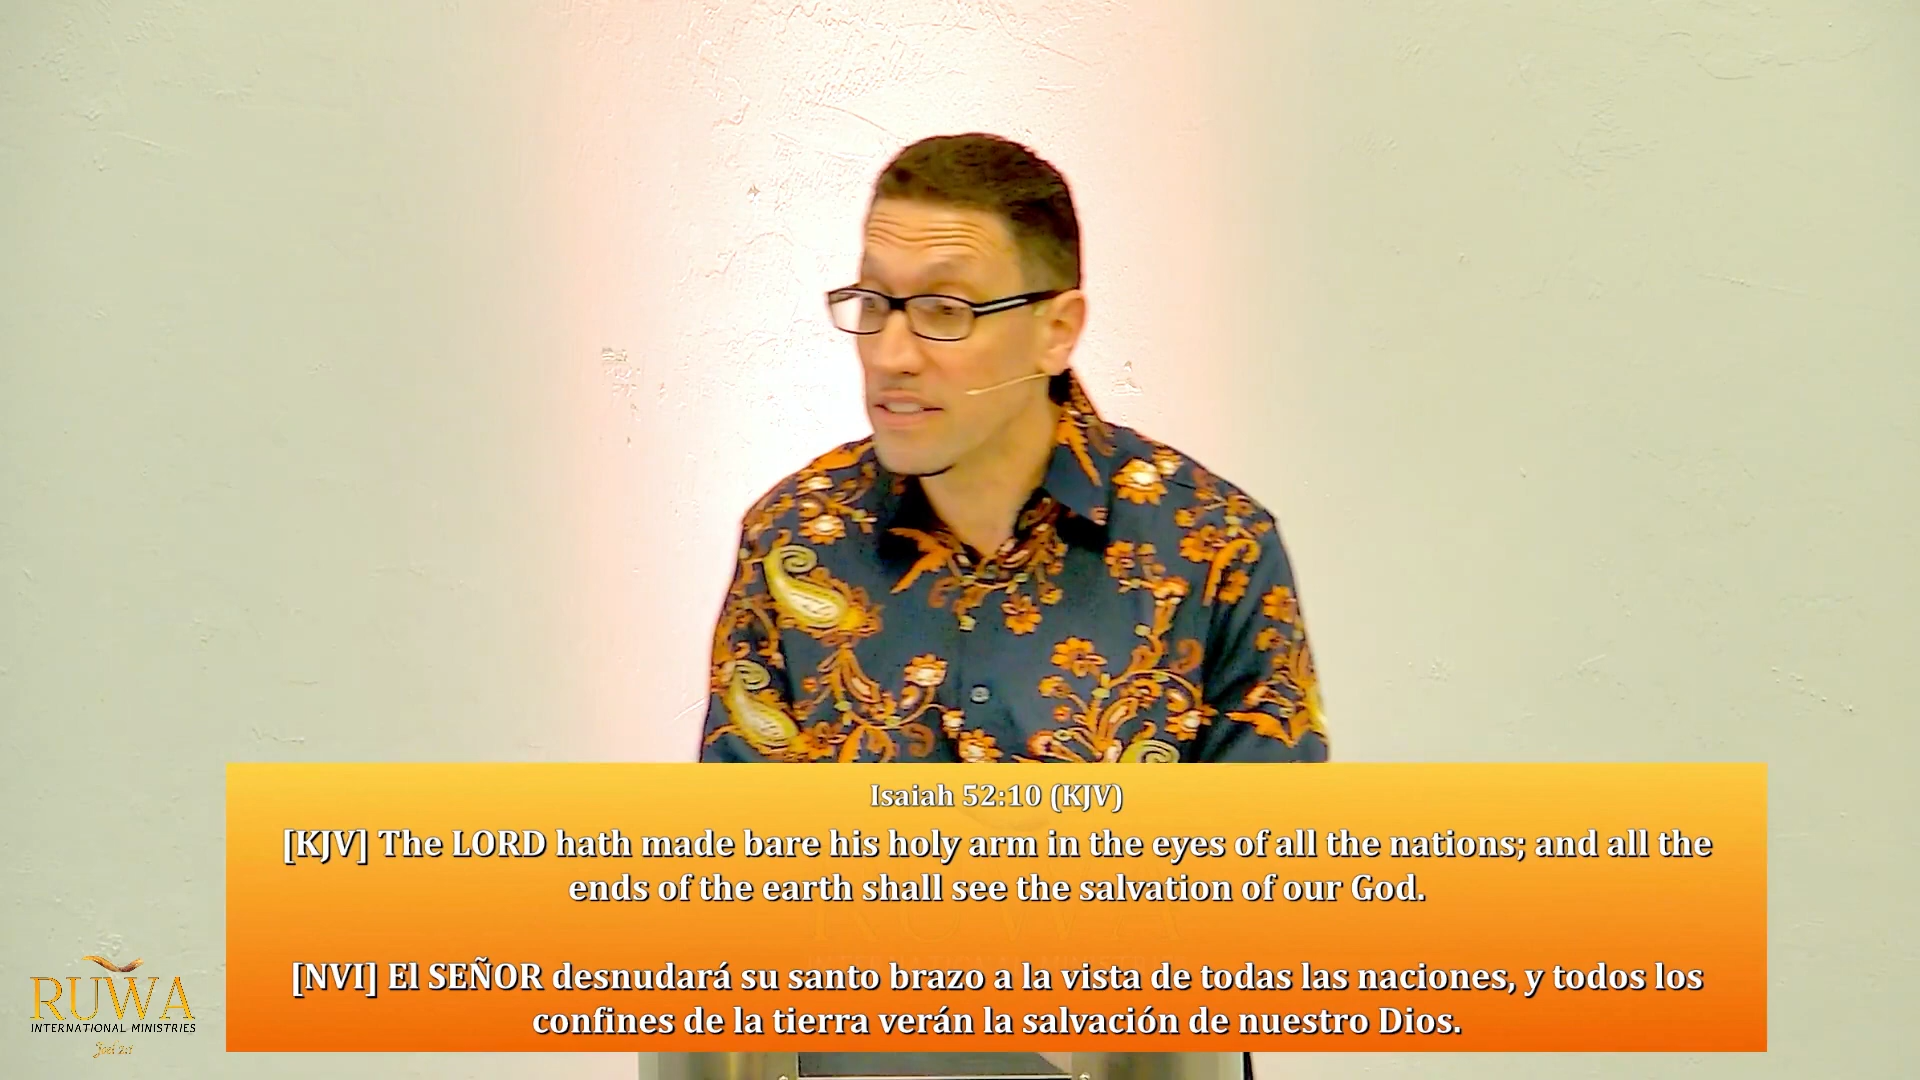 Isaiah 52:10 (KJV)
[KJV] The LORD hath made bare his holy arm in the eyes of all the nations; and all the
ends of the earth shall see the salvation of our God.
[NVI] El SEÑOR desnudará su santo brazo a la vista de todas las naciones, y todos los
confines de la tierra verán la salvación de nuestro Dios.
RUWA
INTERNATIONAL MINISTRIES
Joel 2:1